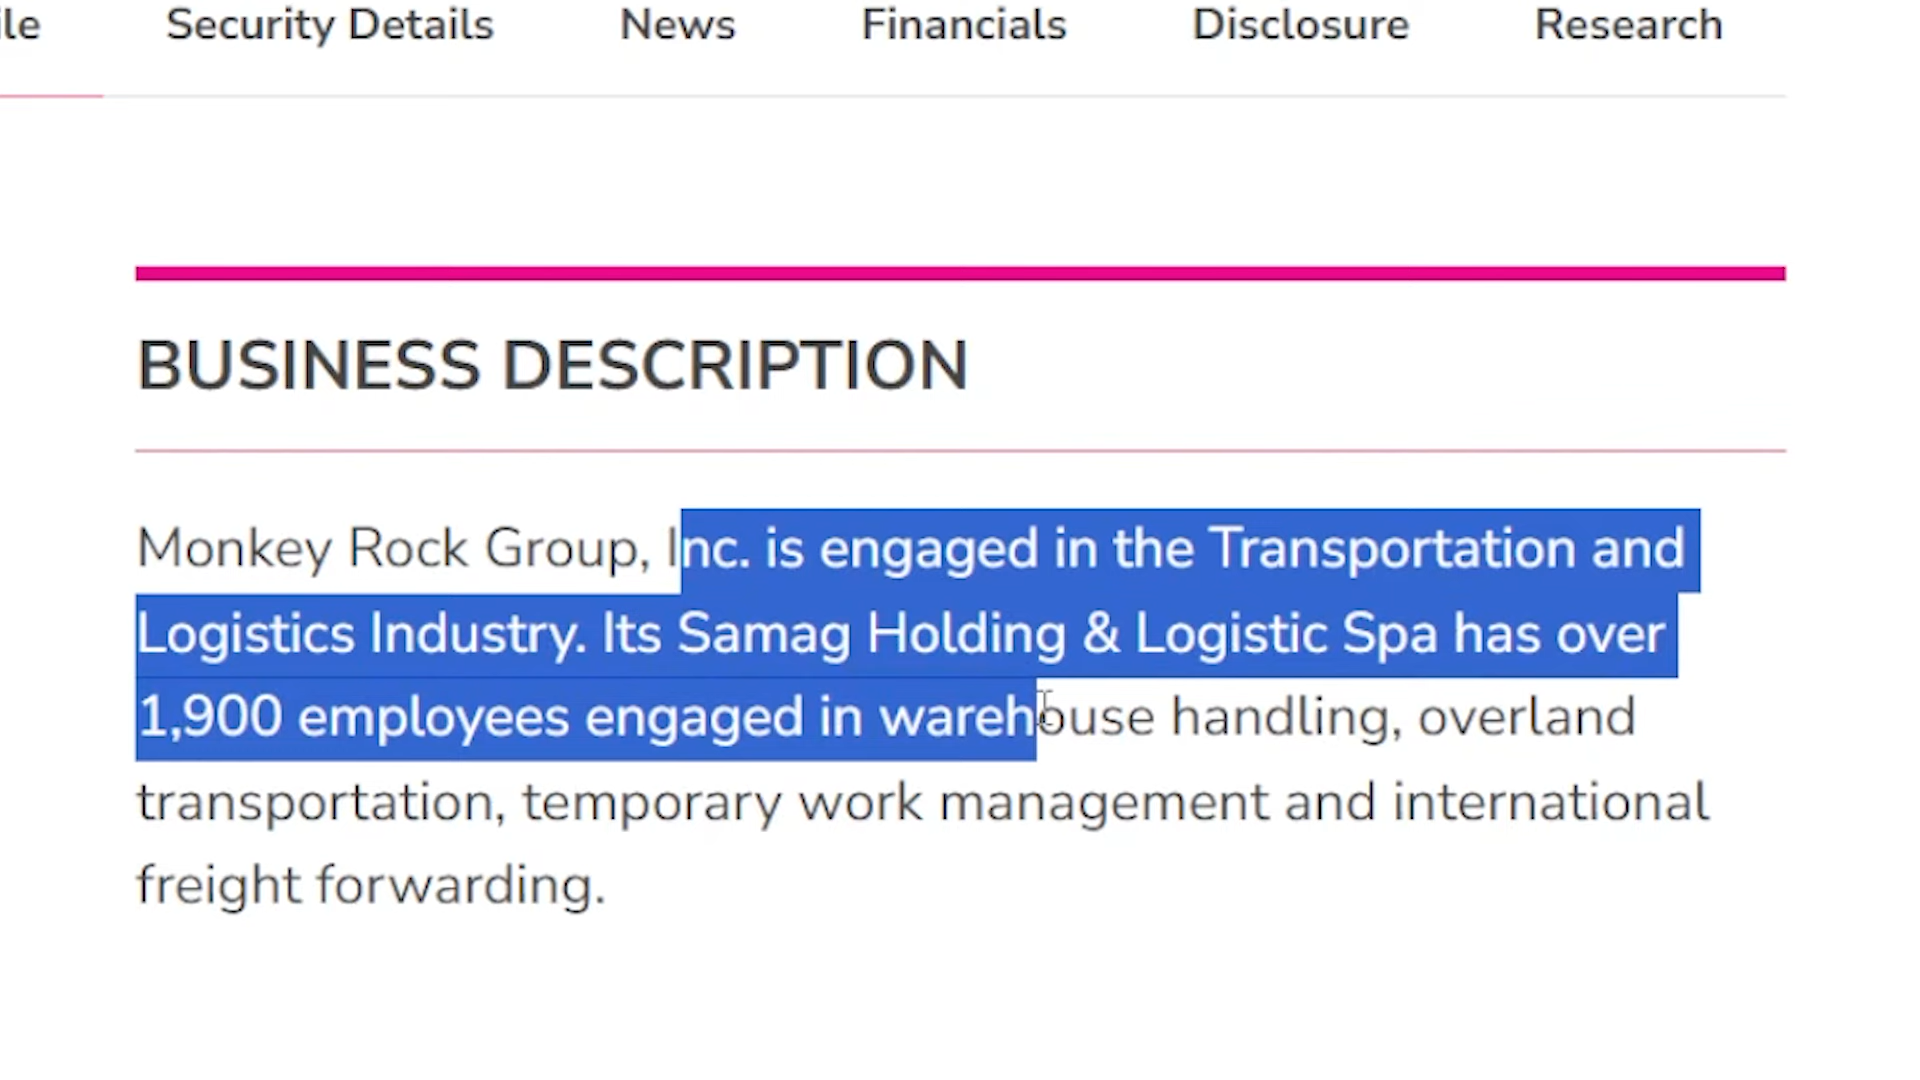 ile Security Details News Financials Disclosure Research
BUSINESS DESCRIPTION
Monkey Rock Group, Inc. is engaged in the Transportation and
Logistics Industry. Its Samag Holding & Logistic Spa has over
1,900 employees engaged in warehouse handling, overland
transportation, temporary work management and international
freight forwarding.